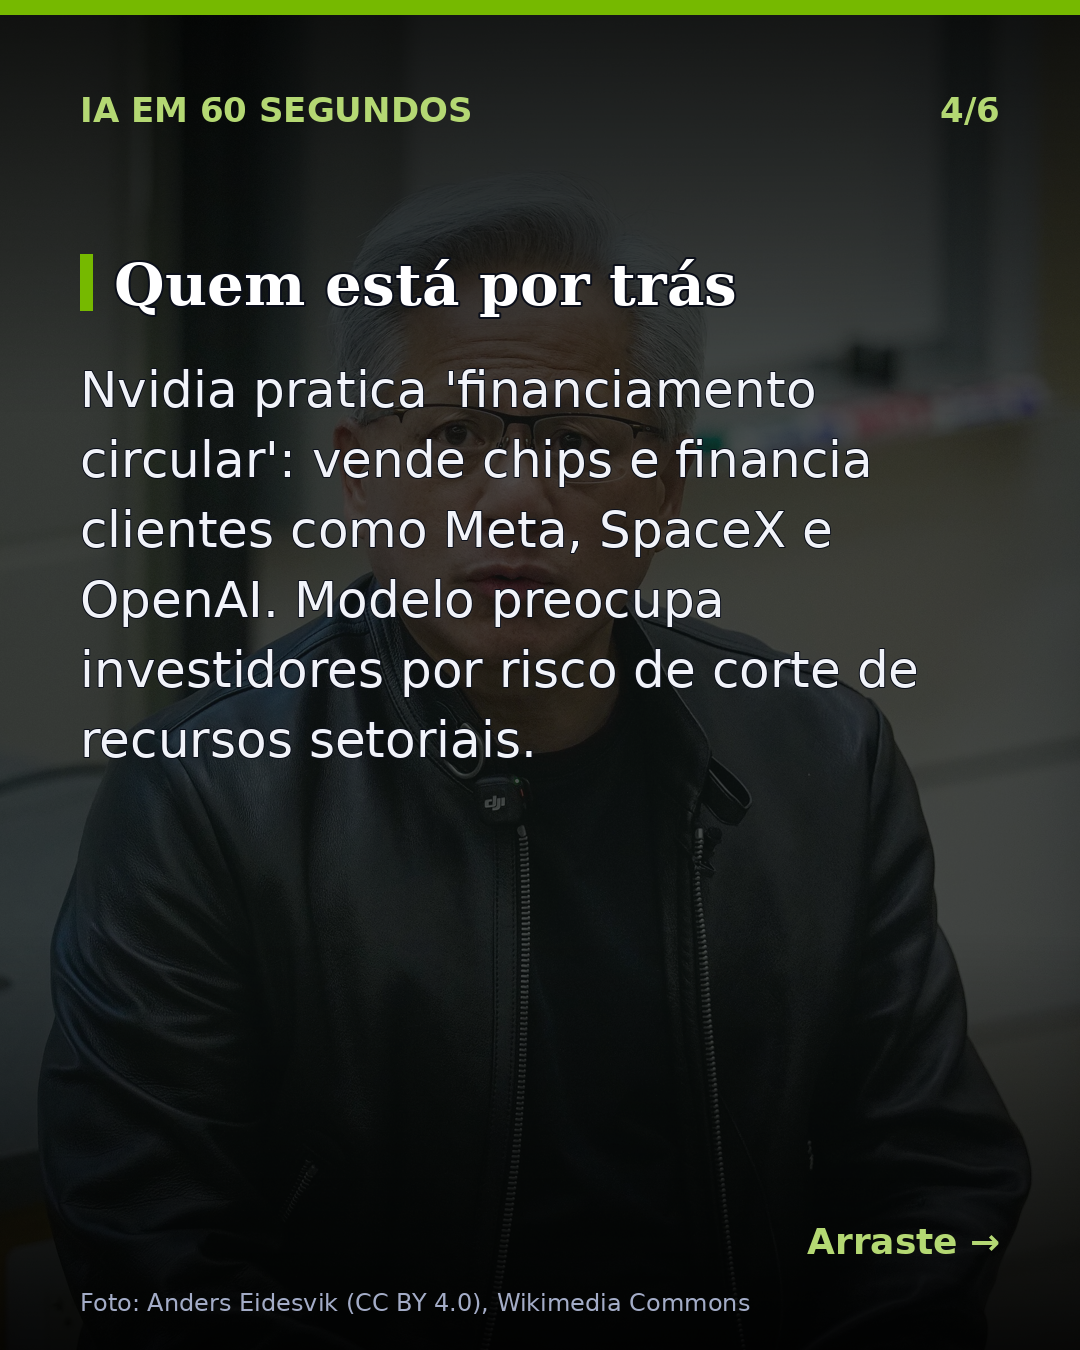 IA EM 60 SEGUNDOS
4/6
Quem está por trás
Nvidia pratica 'financiamento
circular': vende chips e financia
clientes como Meta, SpaceX e
OpenAI. Modelo preocupa
investidores por risco de corte de
recursos setoriais.
dji
Arraste →
Foto: Anders Eidesvik (CC BY 4.0), Wikimedia Commons